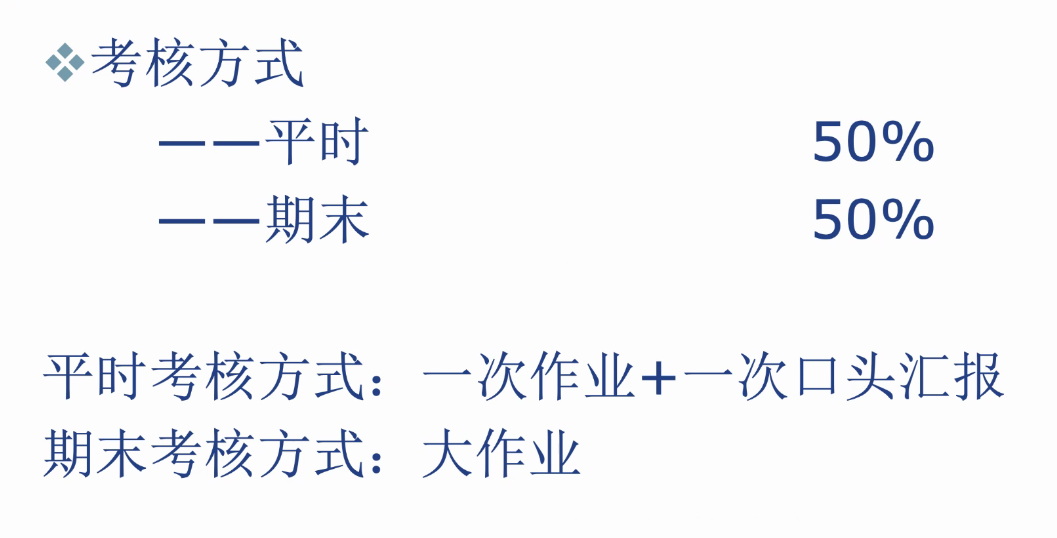 ❖考核方式
——平时 50%
——期末 50%
平时考核方式：一次作业+一次口头汇报
期末考核方式：大作业